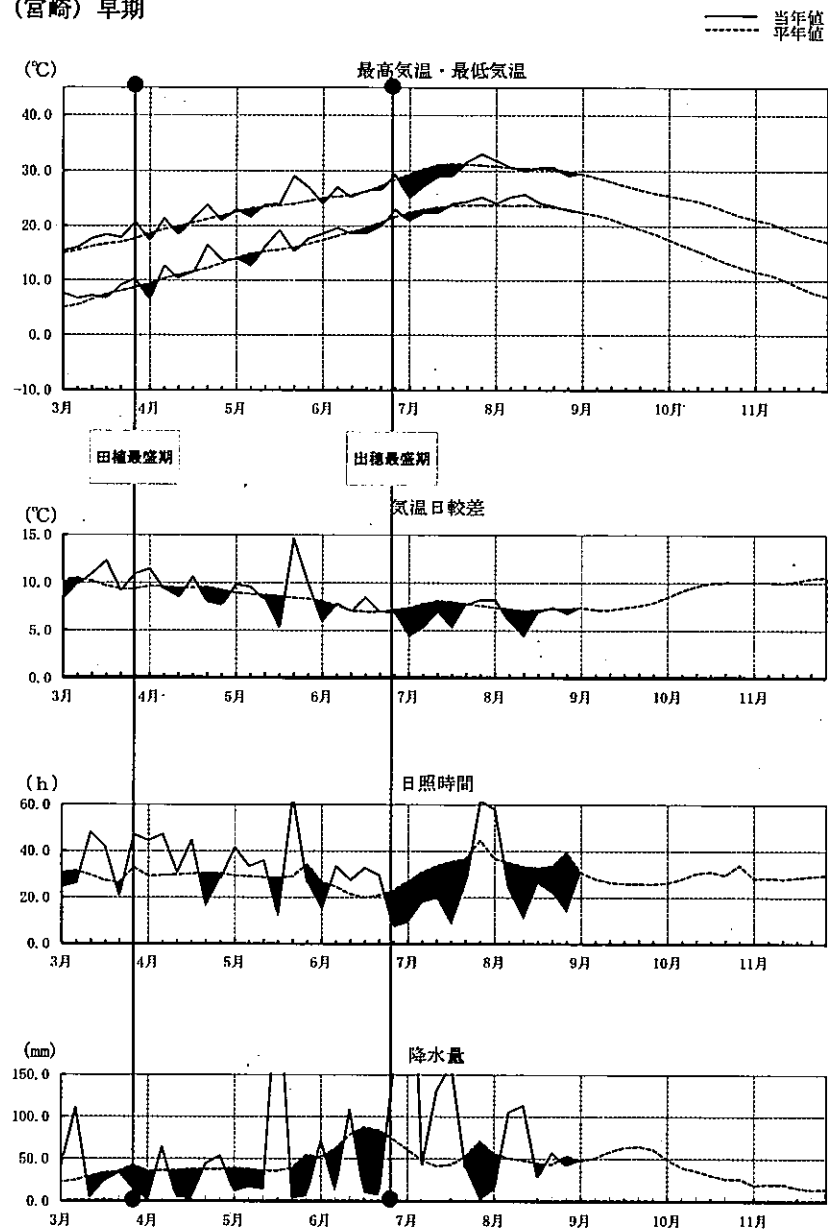 (宮崎) 早期
当年値
平年値
(℃)
最高気温・最低気温
40.0
30.0
20.0
10.0
0.0
-10.0
3月 4月 5月 6月 7月 8月 9月 10月 11月
田植最盛期
出穂最盛期
(℃)
気温日較差
15.0
10.0
5.0
0.0
3月 4月 5月 6月 7月 8月 9月 10月 11月
(h)
日照時間
60.0
40.0
20.0
0.0
3月 4月 5月 6月 7月 8月 9月 10月 11月
(mm)
降水量
150.0
100.0
50.0
0.0
3月 4月 5月 6月 7月 8月 9月 10月 11月